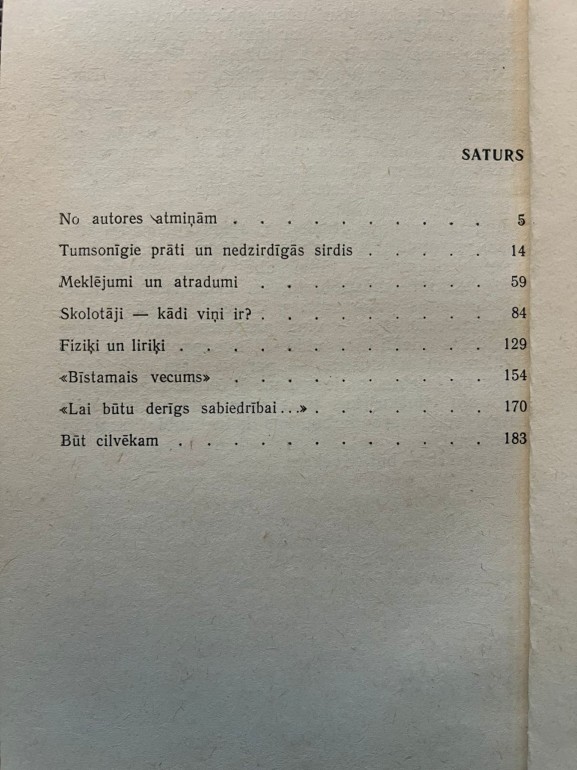 SATURS
No autores atmiņām . . . . . . . . . . 5
Tumsonīgie prāti un nedzirdīgās sirdis . . . . . 14
Meklējumi un atradumi . . . . . . . . . 59
Skolotāji — kādi viņi ir? . . . . . . . . . 84
Fiziķi un liriķi . . . . . . . . . . . . 129
«Bīstamais vecums» . . . . . . . . . . 154
«Lai būtu derīgs sabiedrībai...» . . . . . . . 170
Būt cilvēkam . . . . . . . . . . . . 183